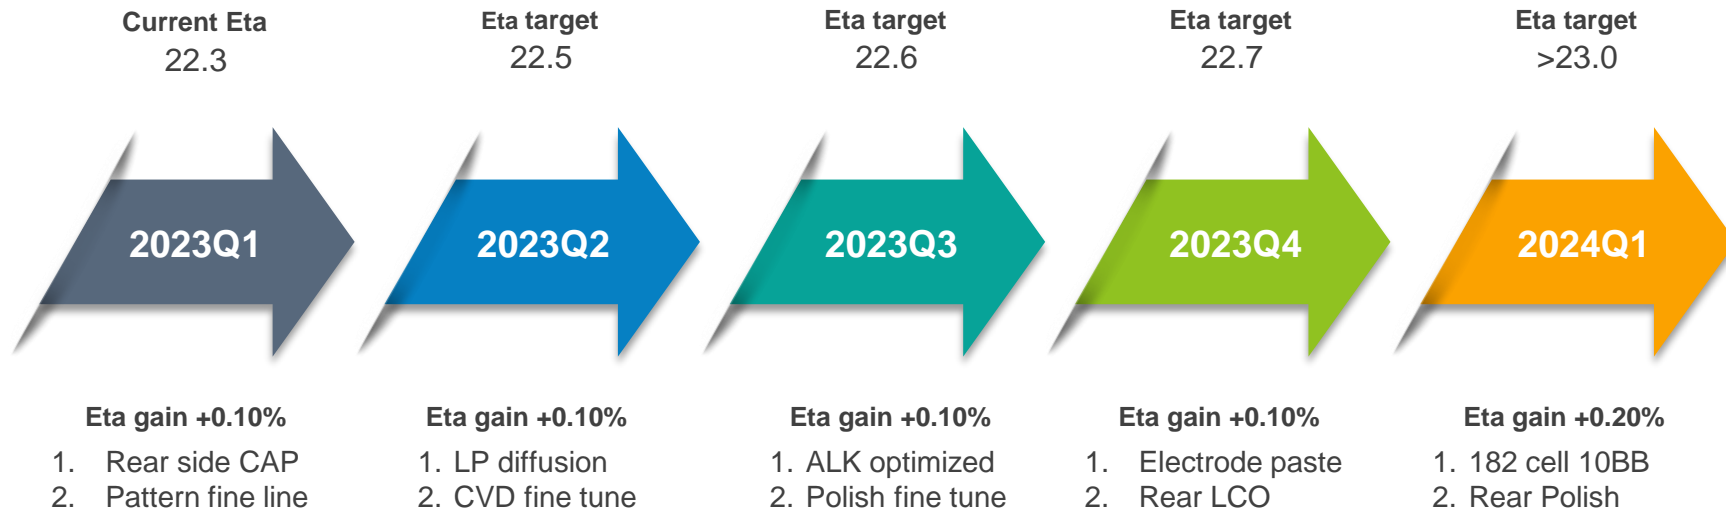 Current Eta
22.3
Eta target
22.5
Eta target
22.6
Eta target
22.7
Eta target
>23.0
2023Q1
2023Q2
2023Q3
2023Q4
2024Q1
Eta gain +0.10%
1. Rear side CAP
2. Pattern fine line
Eta gain +0.10%
1. LP diffusion
2. CVD fine tune
Eta gain +0.10%
1. ALK optimized
2. Polish fine tune
Eta gain +0.10%
1. Electrode paste
2. Rear LCO
Eta gain +0.20%
1. 182 cell 10BB
2. Rear Polish